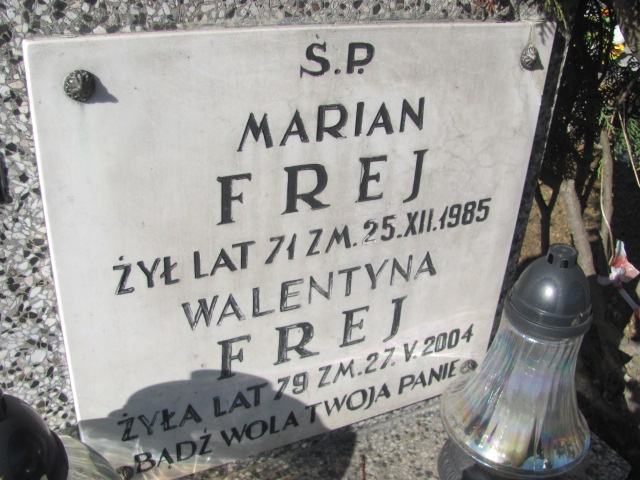 Ś.P.
MARIAN
FREJ
ŻYŁ LAT 71 ZM. 25.XII.1985
WALENTYNA
FREJ
ŻYŁA LAT 79 ZM. 27.V.2004
BĄDŹ WOLA TWOJA PANIE